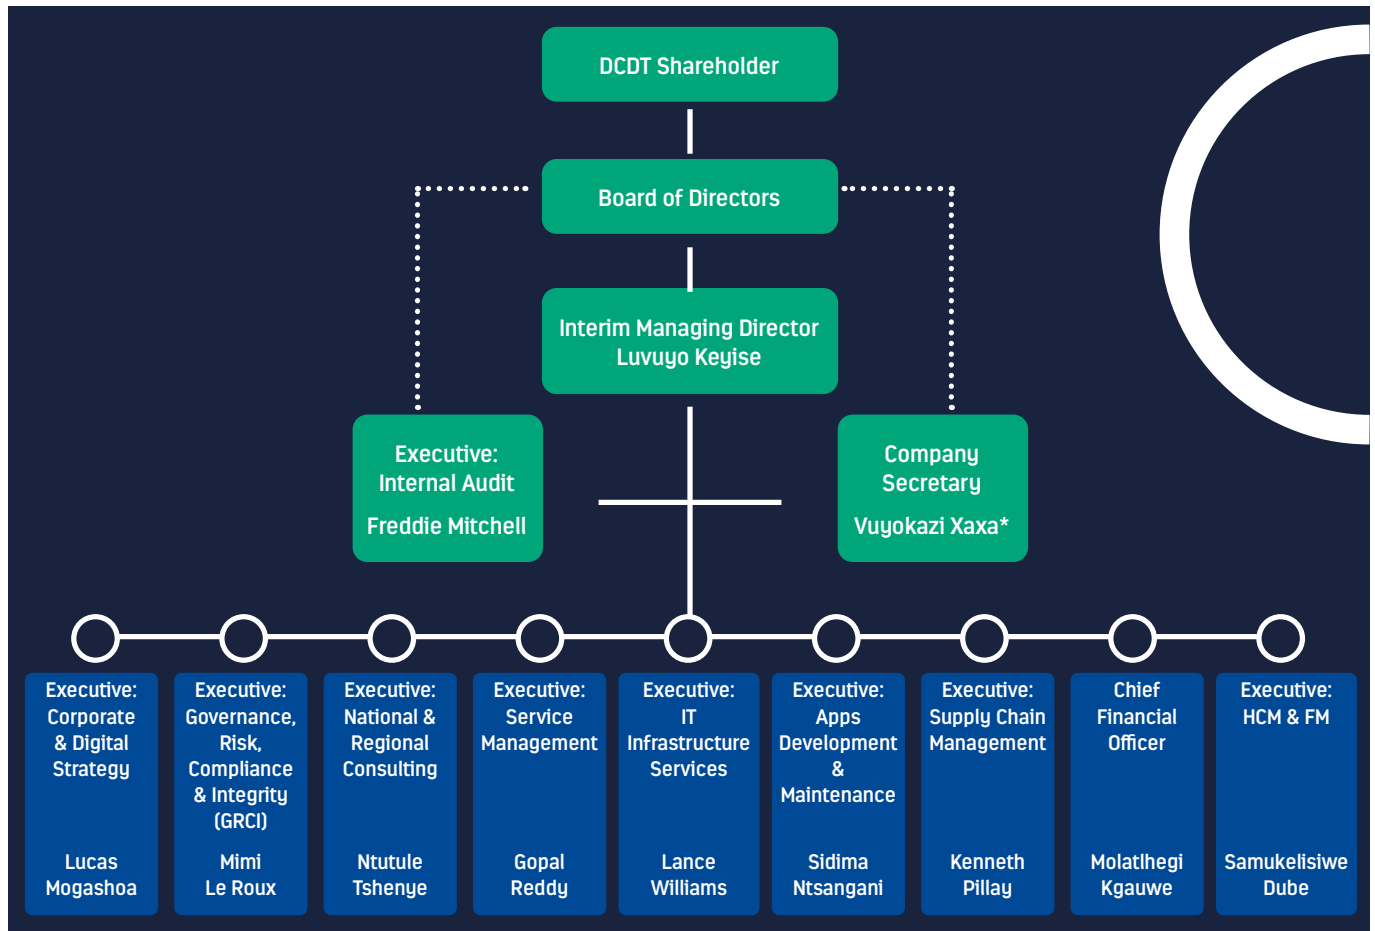 DCDT Shareholder
Board of Directors
Interim Managing Director
Luvuyo Keyise
Executive:
Internal Audit
Freddie Mitchell
Company
Secretary
Vuyokazi Xaxa*
Executive:
Corporate
& Digital
Strategy
Lucas
Mogashoa
Executive:
Governance,
Risk,
Compliance
& Integrity
(GRCI)
Mimi
Le Roux
Executive:
National &
Regional
Consulting
Ntutule
Tshenye
Executive:
Service
Management
Gopal
Reddy
Executive:
IT
Infrastructure
Services
Lance
Williams
Executive:
Apps
Development
&
Maintenance
Sidima
Ntsangani
Executive:
Supply Chain
Management
Kenneth
Pillay
Chief
Financial
Officer
Molatlhegi
Kgauwe
Executive:
HCM & FM
Samukelisiwe
Dube